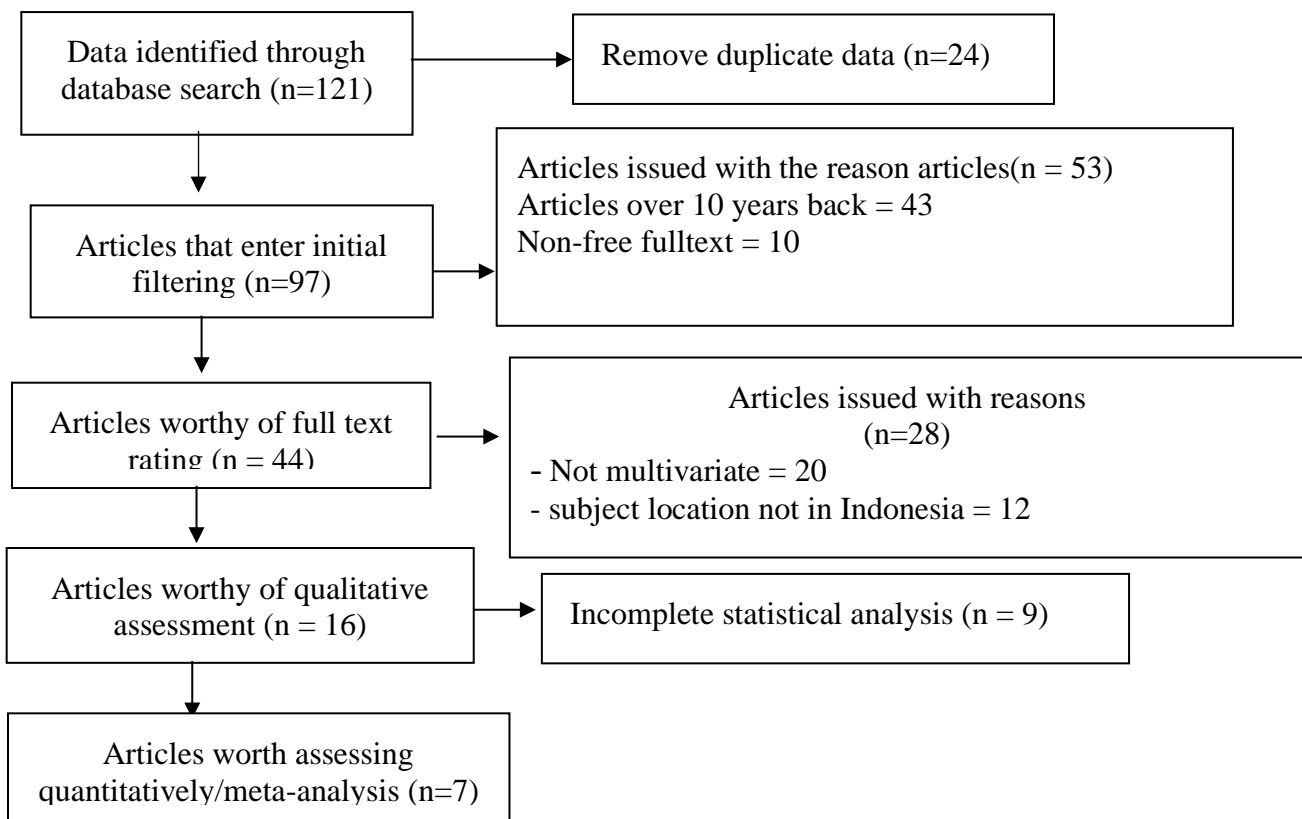 Data identified through
database search (n=121)
Remove duplicate data (n=24)
Articles that enter initial
filtering (n=97)
Articles issued with the reason articles(n = 53)
Articles over 10 years back = 43
Non-free fulltext = 10
Articles worthy of full text
rating (n = 44)
Articles issued with reasons
(n=28)
- Not multivariate = 20
- subject location not in Indonesia = 12
Articles worthy of qualitative
assessment (n = 16)
Incomplete statistical analysis (n = 9)
Articles worth assessing
quantitatively/meta-analysis (n=7)